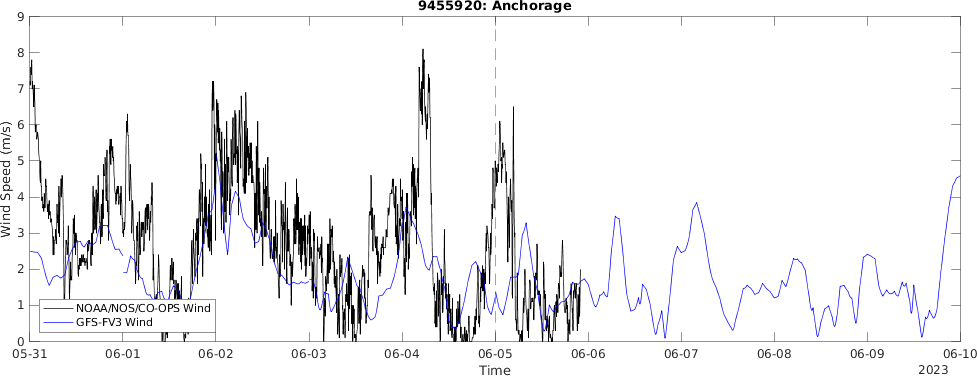 9455920: Anchorage
9
8
7
6
5
4
3
2
1
0
Wind Speed (m/s)
NOAA/NOS/CO-OPS Wind
GFS-FV3 Wind
05-31 06-01 06-02 06-03 06-04 06-05 06-06 06-07 06-08 06-09 06-10
Time
2023